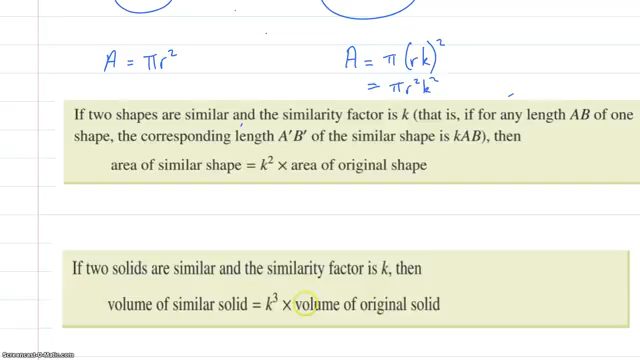 A = πr² A = π(rk)²
= πr²k²
If two shapes are similar and the similarity factor is k (that is, if for any length AB of one
shape, the corresponding length A′B′ of the similar shape is kAB), then
area of similar shape = k² × area of original shape
If two solids are similar and the similarity factor is k, then
volume of similar solid = k³ × volume of original solid
Screencast-O-Matic.com